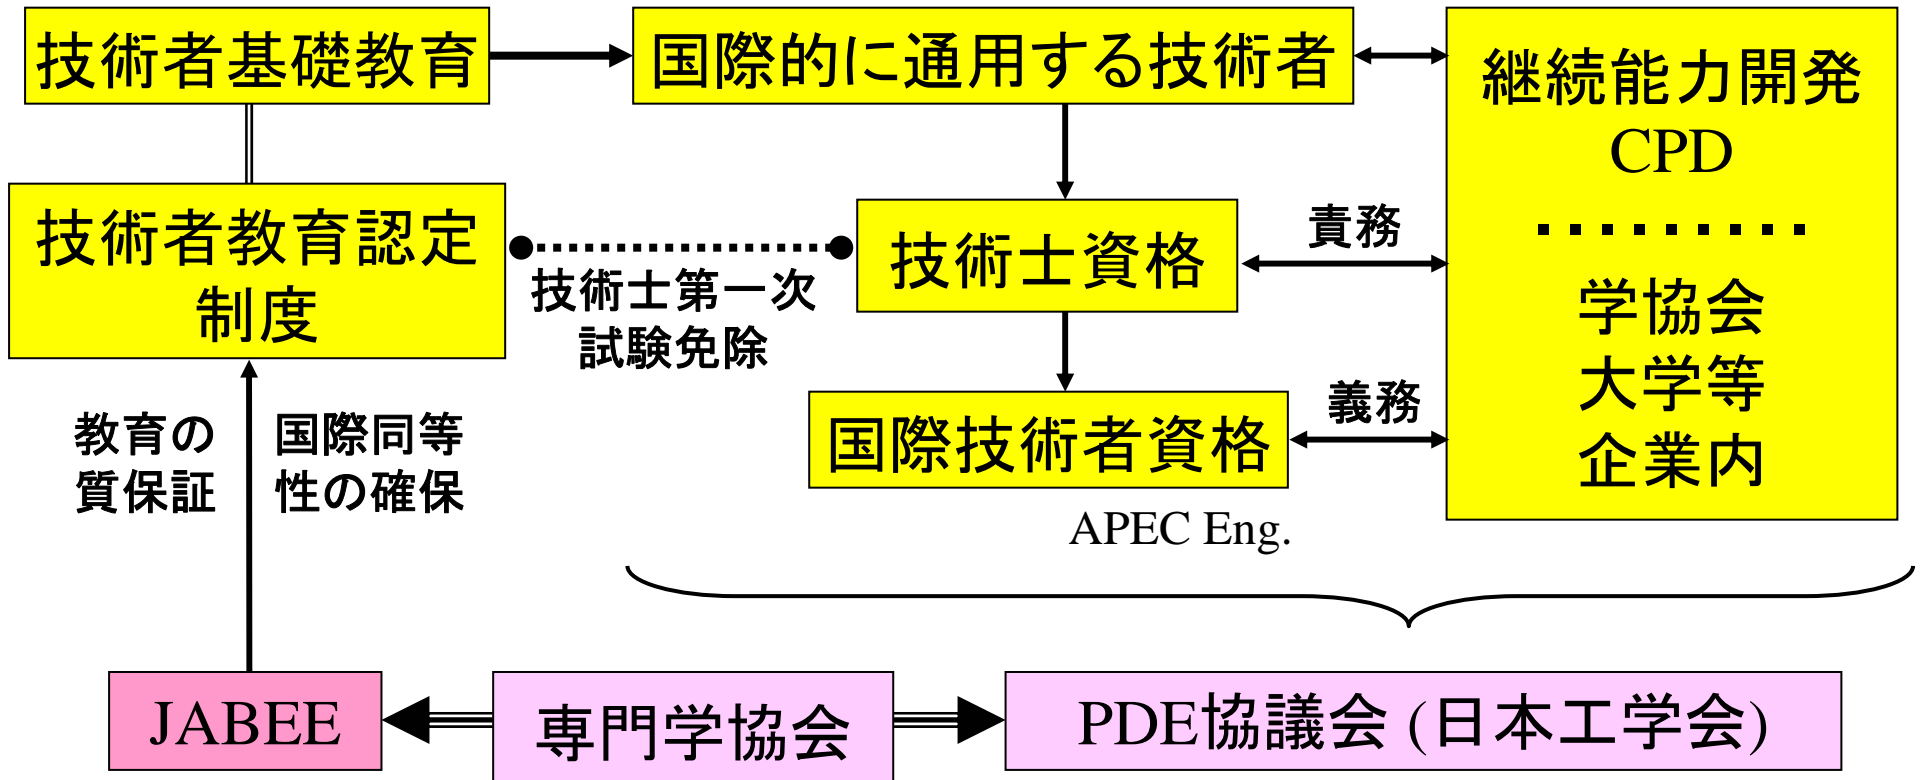 技術者基礎教育
国際的に通用する技術者
継続能力開発
CPD
学協会
大学等
企業内
技術者教育認定
制度
技術士第一次
試験免除
技術士資格
責務
国際技術者資格
義務
APEC Eng.
教育の
質保証
国際同等
性の確保
JABEE
専門学協会
PDE協議会 (日本工学会)